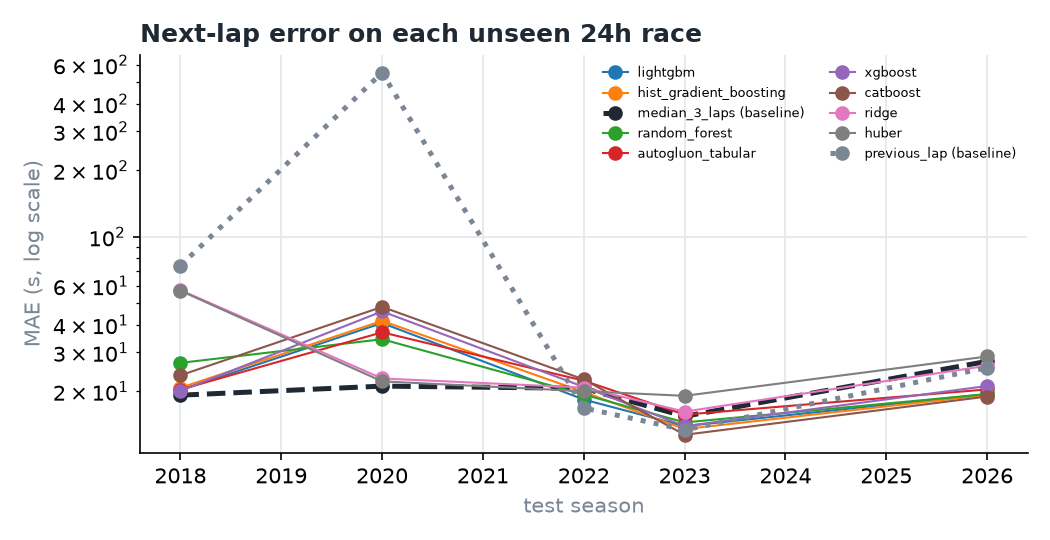 Next-lap error on each unseen 24h race
6 × 10²
4 × 10²
3 × 10²
2 × 10²
10²
6 × 10¹
4 × 10¹
3 × 10¹
2 × 10¹
MAE (s, log scale)
lightgbm
hist_gradient_boosting
median_3_laps (baseline)
random_forest
autogluon_tabular
xgboost
catboost
ridge
huber
previous_lap (baseline)
2018 2019 2020 2021 2022 2023 2024 2025 2026
test season